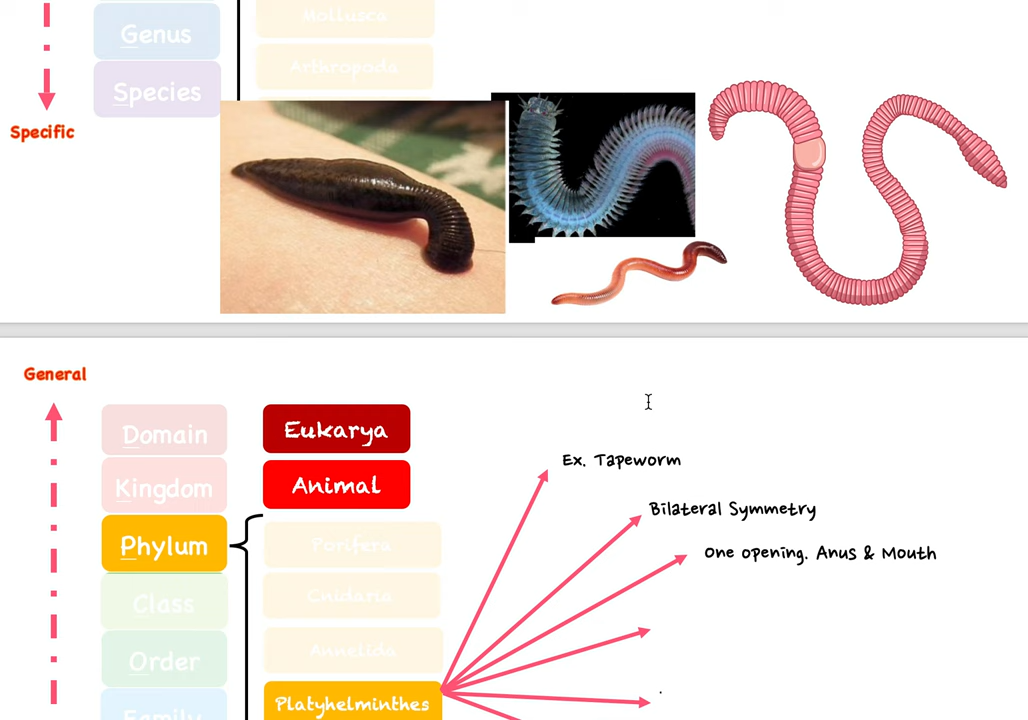 Mollusca
Genus
Arthropoda
Species
Specific
General
Domain
Eukarya
Ex. Tapeworm
Kingdom
Animal
Bilateral Symmetry
Phylum
Porifera
One opening. Anus & Mouth
Class
Cnidaria
Order
Annelida
Platyhelminthes
Family